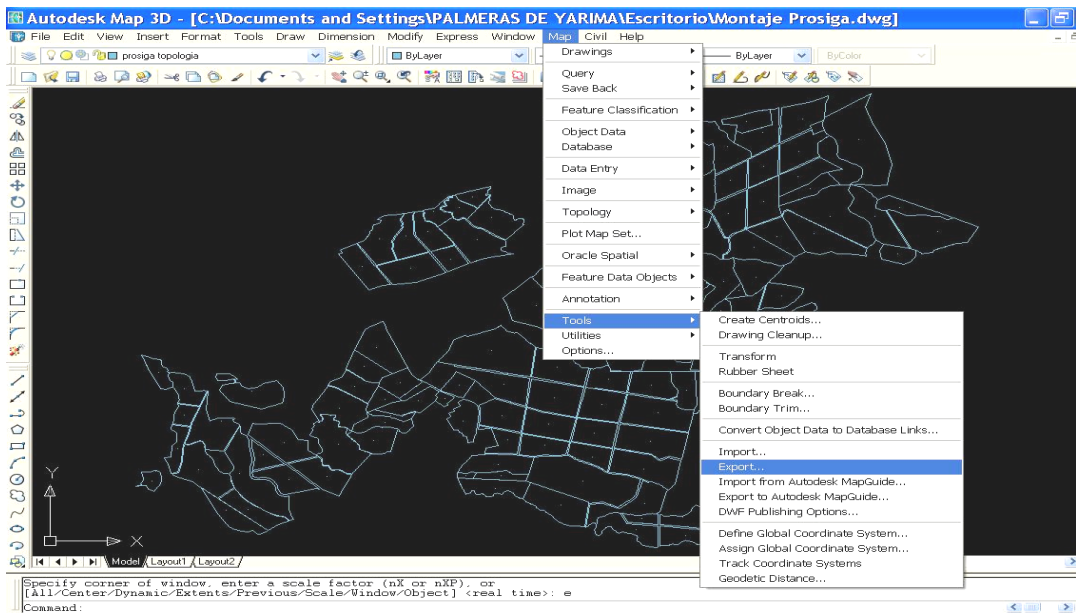 Autodesk Map 3D - [C:\Documents and Settings\PALMERAS DE YARIMA\Escritorio\Montaje Prosiga.dwg]
File Edit View Insert Format Tools Draw Dimension Modify Express Window Map Civil Help
prosiga topologia
ByLayer
ByLayer
ByColor
Drawings
Query
Save Back
Feature Classification
Object Data
Database
Data Entry
Image
Topology
Plot Map Set...
Oracle Spatial
Feature Data Objects
Annotation
Tools
Utilities
Options...
Create Centroids...
Drawing Cleanup...
Transform
Rubber Sheet
Boundary Break...
Boundary Trim...
Convert Object Data to Database Links...
Import...
Export...
Import from Autodesk MapGuide...
Export to Autodesk MapGuide...
DWF Publishing Options...
Define Global Coordinate System...
Assign Global Coordinate System...
Track Coordinate Systems
Geodetic Distance...
Y
X
Model Layout1 Layout2
Specify corner of window, enter a scale factor (nX or nXP), or
[All/Center/Dynamic/Extents/Previous/Scale/Window/Object] <real time>: e
Command: